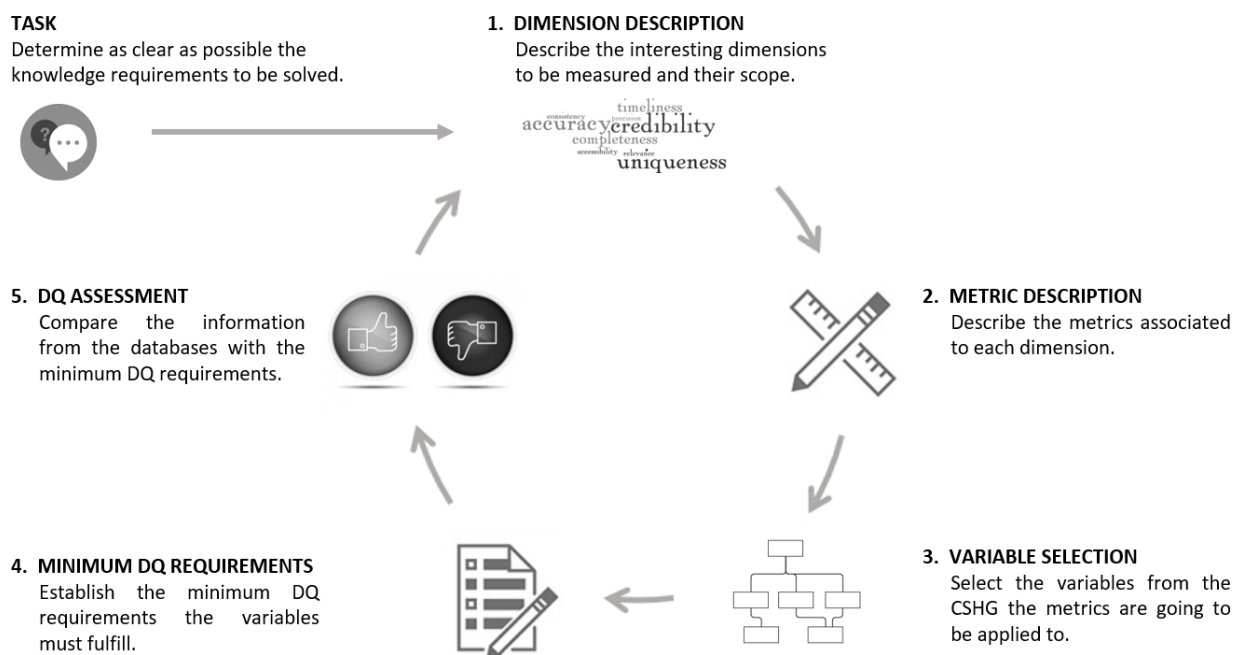 TASK
Determine as clear as possible the
knowledge requirements to be solved.
?
1. DIMENSION DESCRIPTION
Describe the interesting dimensions
to be measured and their scope.
timeliness
consistency
precision
accuracy
credibility
completeness
accessibility
relevance
uniqueness
2. METRIC DESCRIPTION
Describe the metrics associated
to each dimension.
3. VARIABLE SELECTION
Select the variables from the
CSHG the metrics are going to
be applied to.
4. MINIMUM DQ REQUIREMENTS
Establish the minimum DQ
requirements the variables
must fulfill.
5. DQ ASSESSMENT
Compare the information
from the databases with the
minimum DQ requirements.